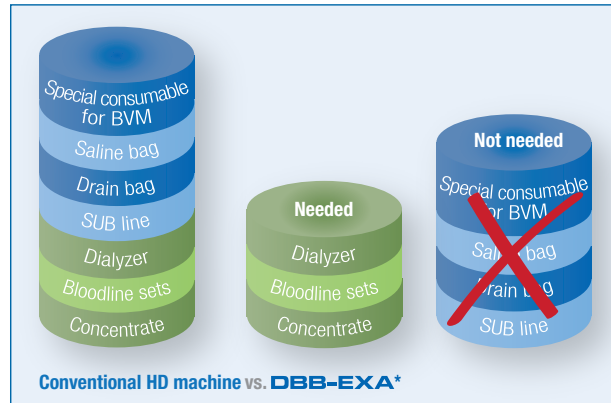 Special consumable
for BVM
Saline bag
Drain bag
SUB line
Dialyzer
Bloodline sets
Concentrate
Needed
Dialyzer
Bloodline sets
Concentrate
Not needed
Special consumable
for BVM
Saline bag
Drain bag
SUB line
Conventional HD machine vs. DBB-EXA*